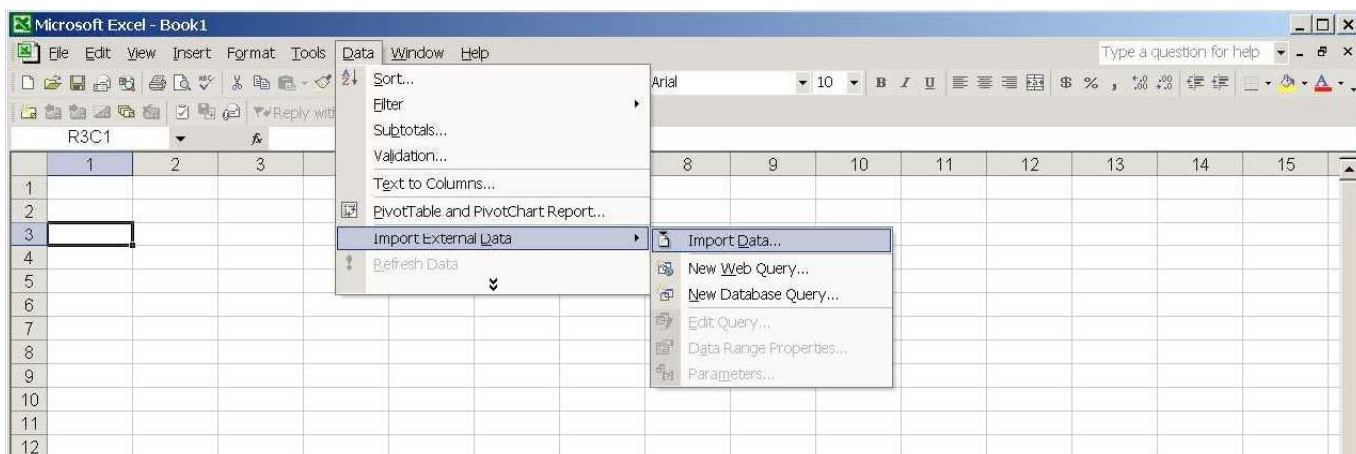 Microsoft Excel - Book1
File Edit View Insert Format Tools Data Window Help Type a question for help
Arial 10 B I U $ % ,
Reply wit
R3C1 fx
Sort...
Filter
Subtotals...
Validation...
Text to Columns...
PivotTable and PivotChart Report...
Import External Data
Refresh Data
Import Data...
New Web Query...
New Database Query...
Edit Query...
Data Range Properties...
Parameters...
1 2 3 8 9 10 11 12 13 14 15
1
2
3
4
5
6
7
8
9
10
11
12